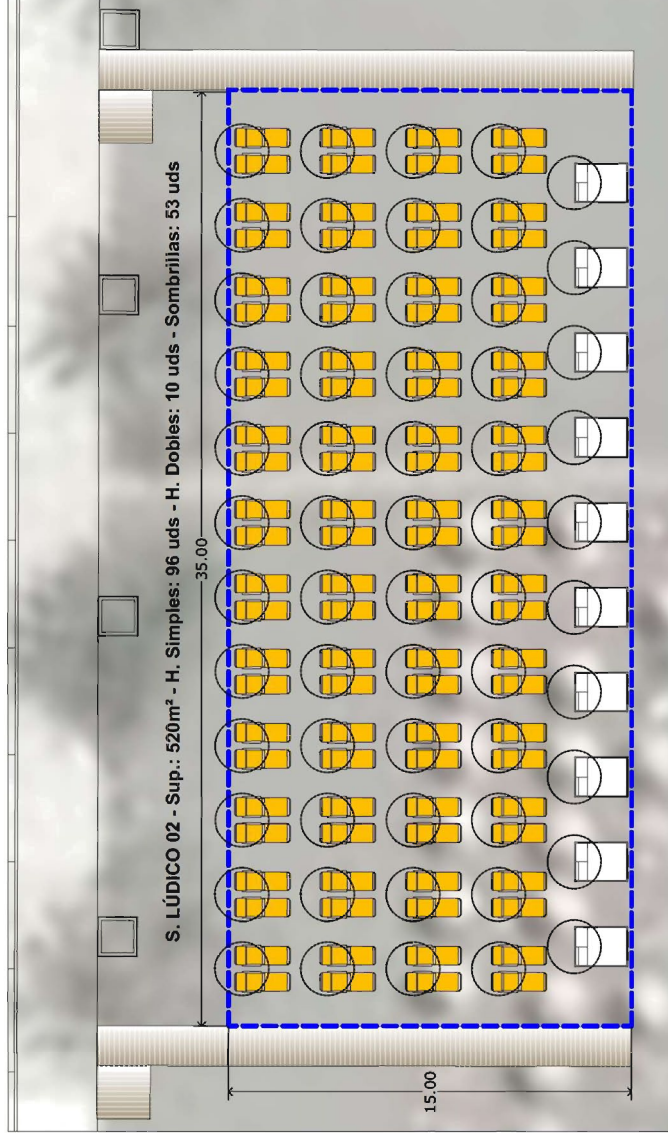 S. LÚDICO 02 - Sup.: 520m² - H. Simples: 96 uds - H. Dobles: 10 uds - Sombrillas: 53 uds
35.00
15.00